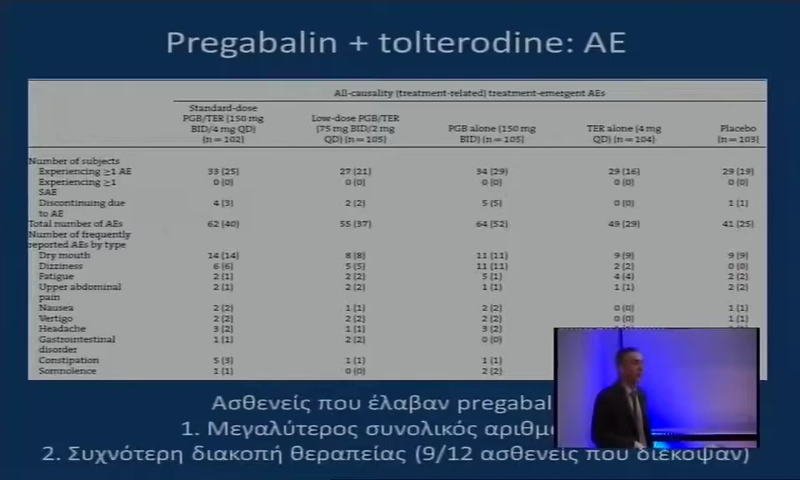 Pregabalin + tolterodine: AE
All-causality (treatment-related) treatment-emergent AEs
Standard-dose PGB/TER (150 mg BID/4 mg QD) (n = 102) Low-dose PGB/TER (75 mg BID/2 mg QD) (n = 105) PGB alone (150 mg BID) (n = 105) TER alone (4 mg QD) (n = 104) Placebo (n = 103)
Number of subjects
Experiencing ≥1 AE 33 (25) 27 (21) 34 (29) 29 (16) 29 (19)
Experiencing ≥1 SAE 0 (0) 0 (0) 0 (0) 0 (0) 0 (0)
Discontinuing due to AE 4 (3) 2 (2) 5 (5) 0 (0) 1 (1)
Total number of AEs 62 (40) 55 (37) 64 (52) 49 (29) 41 (25)
Number of frequently reported AEs by type
Dry mouth 14 (14) 8 (8) 11 (11) 9 (9) 9 (9)
Dizziness 6 (6) 5 (5) 11 (11) 2 (2) 0 (0)
Fatigue 2 (1) 2 (2) 5 (1) 4 (4) 2 (2)
Upper abdominal pain 2 (1) 2 (2) 1 (1) 1 (1) 2 (2)
Nausea 2 (2) 1 (1) 2 (2) 0 (0) 1 (1)
Vertigo 2 (2) 2 (2) 2 (2) 0 (0) 1 (1)
Headache 3 (2) 1 (1) 3 (2)
Gastrointestinal disorder 1 (1) 2 (2) 0 (0)
Constipation 5 (3) 1 (1) 1 (1)
Somnolence 1 (1) 0 (0) 2 (2)
Ασθενείς που έλαβαν
1. Μεγαλύτερος συνολικός
2. Συχνότερη διακοπή θεραπείας (9/12 ασθενείς που διέκοψαν)